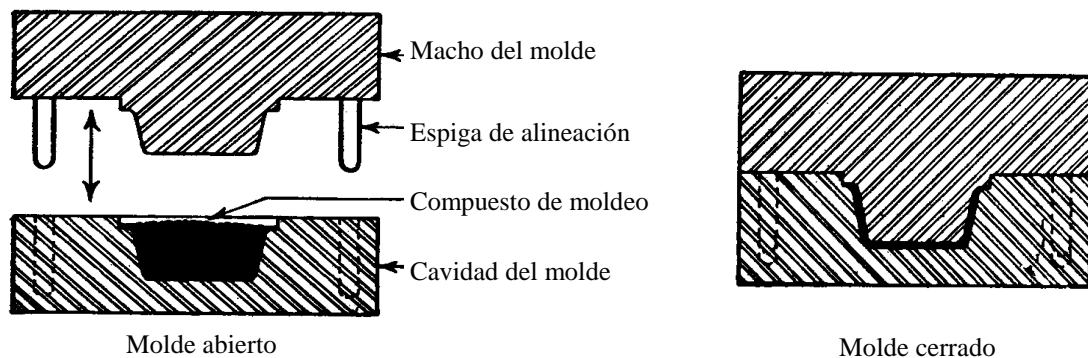 Macho del molde
Espiga de alineación
Compuesto de moldeo
Cavidad del molde
Molde abierto
Molde cerrado